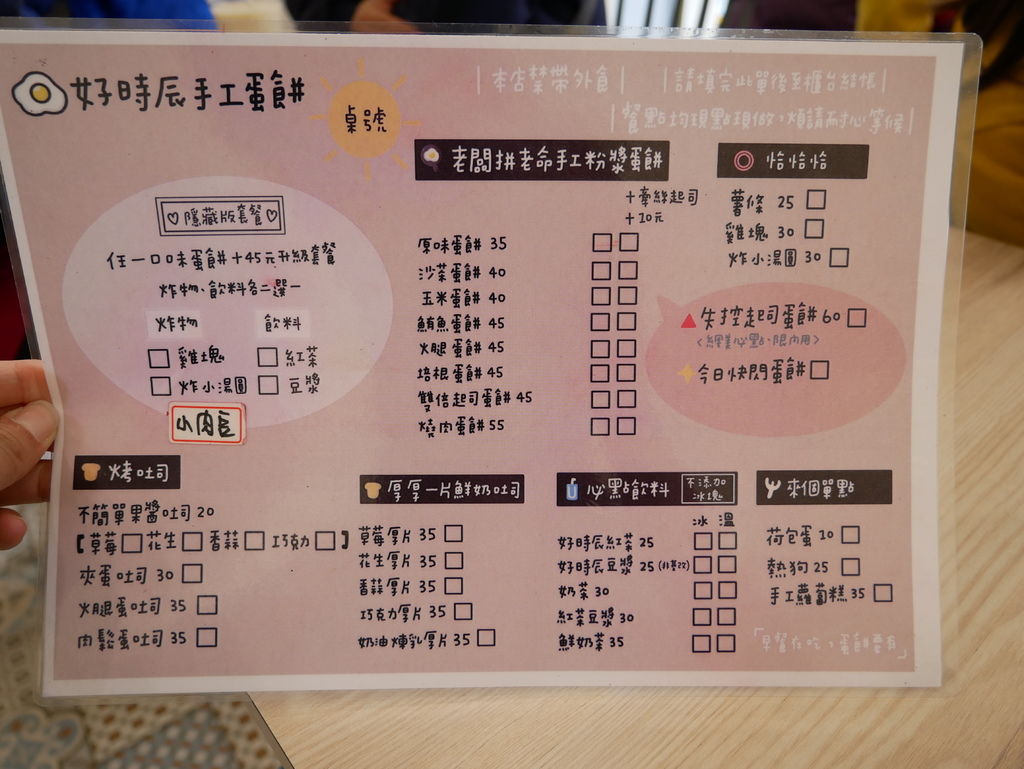 好時辰手工蛋餅
桌號
|本店禁帶外食| |請填完此單後至櫃台結帳|
|餐點均現點現做，煩請耐心等候|
♡隱藏版套餐♡
任一口味蛋餅+45元升級套餐
炸物、飲料各二選一
炸物 飲料
□雞塊 □紅茶
□炸小湯圓 □豆漿
小肉豆
老闆拼老命手工粉漿蛋餅
+牽絲起司
+20元
原味蛋餅 35 □□
沙茶蛋餅 40 □□
玉米蛋餅 40 □□
鮪魚蛋餅 45 □□
火腿蛋餅 45 □□
培根蛋餅 45 □□
雙倍起司蛋餅 45 □□
燒肉蛋餅 55 □□
恰恰恰
薯條 25 □
雞塊 30 □
炸小湯圓 30 □
▲失控起司蛋餅 60 □
<經典必點、限內用>
今日快閃蛋餅□
烤吐司
不簡單果醬吐司 20
【草莓□花生□香蒜□巧克力□】
夾蛋吐司 30 □
火腿蛋吐司 35 □
肉鬆蛋吐司 35 □
厚厚一片鮮奶吐司
草莓厚片 35 □
花生厚片 35 □
香蒜厚片 35 □
巧克力厚片 35 □
奶油煉乳厚片 35 □
必點飲料 不添加冰塊
冰 溫
好時辰紅茶 25 □□
好時辰豆漿 25 (非基改) □□
奶茶 30 □□
紅茶豆漿 30 □□
鮮奶茶 35 □□
來個單點
荷包蛋 10 □
熱狗 25 □
手工蘿蔔糕 35 □
「早餐在吃，蛋餅要有」